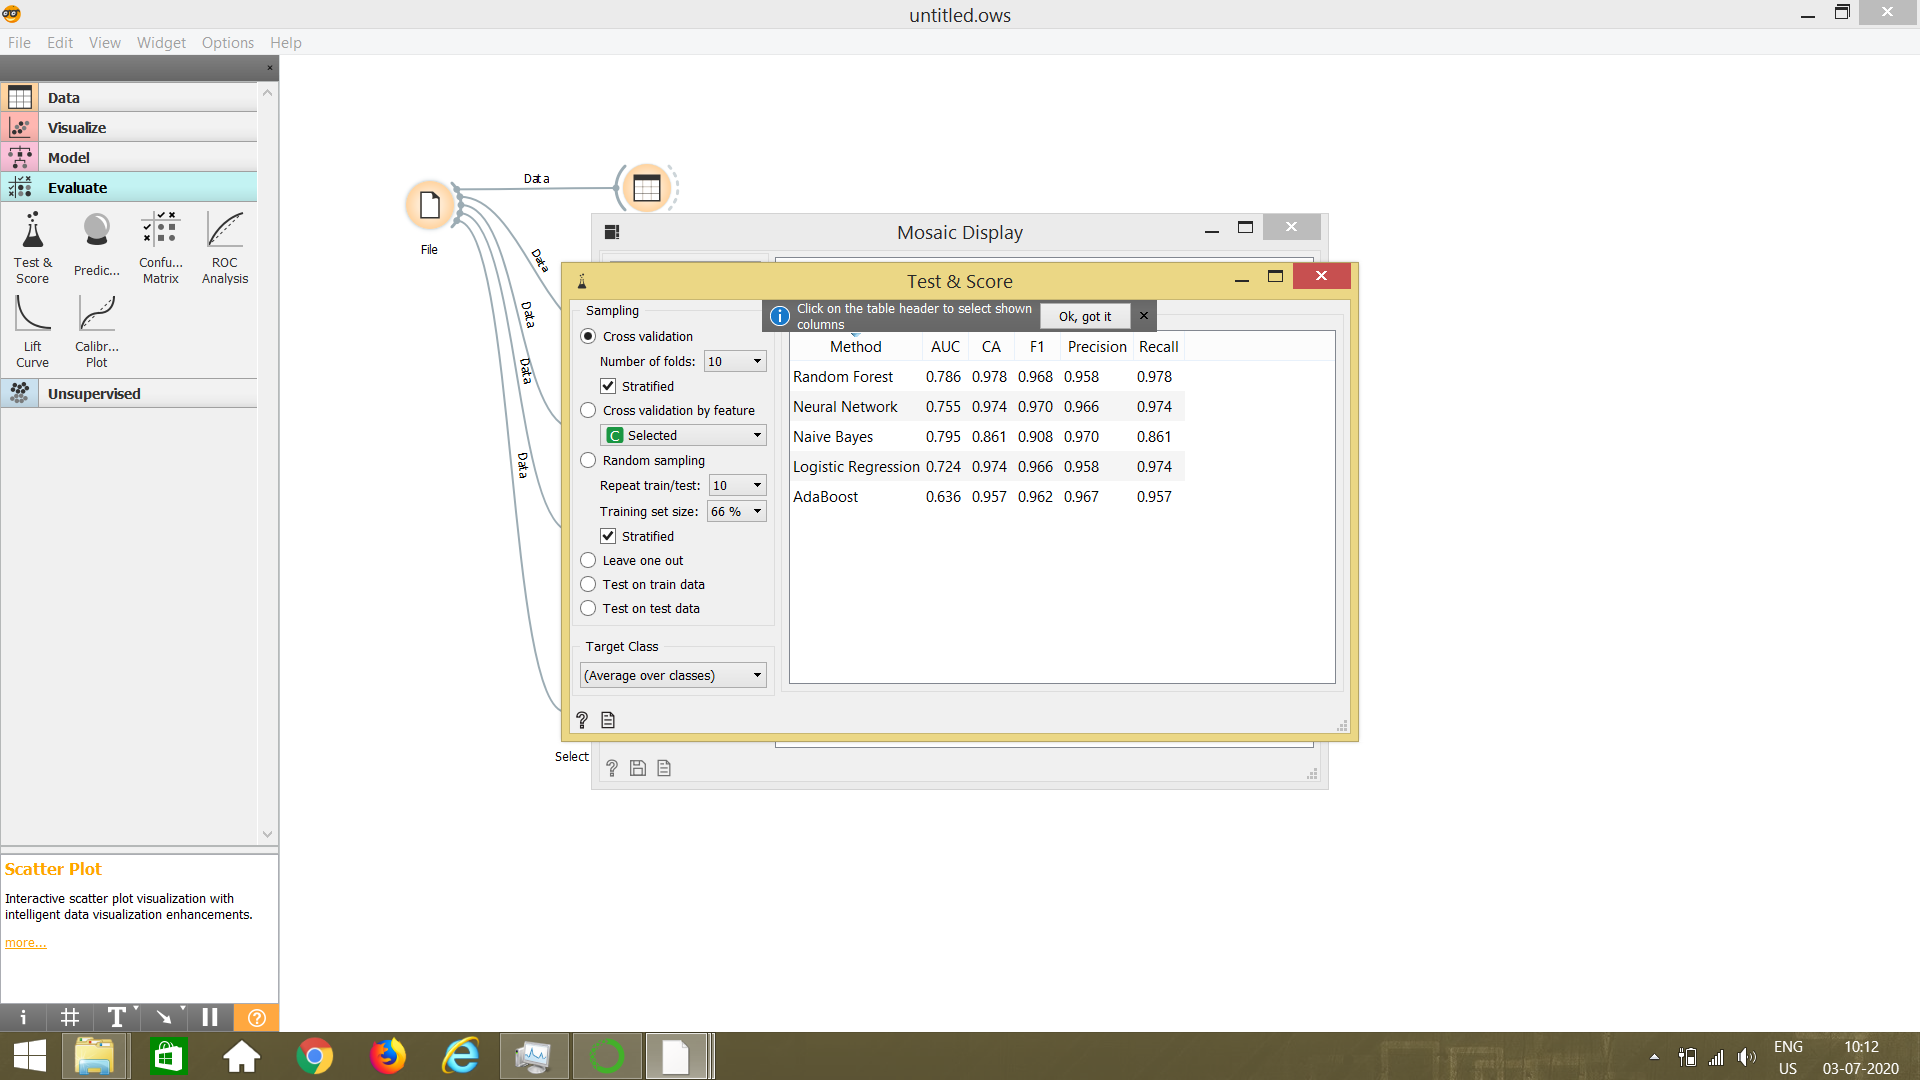 untitled.ows
File Edit View Widget Options Help
Data
Visualize
Model
Evaluate
Test & Score
Predic...
Confu... Matrix
ROC Analysis
Lift Curve
Calibr... Plot
Unsupervised
Scatter Plot
Interactive scatter plot visualization with
intelligent data visualization enhancements.
more...
File
Data
Data
Data
Data
Data
Select
Mosaic Display
Test & Score
Sampling
Cross validation
Number of folds: 10
Stratified
Cross validation by feature
C Selected
Random sampling
Repeat train/test: 10
Training set size: 66 %
Stratified
Leave one out
Test on train data
Test on test data
Target Class
(Average over classes)
Click on the table header to select shown
columns
Ok, got it
Method AUC CA F1 Precision Recall
Random Forest 0.786 0.978 0.968 0.958 0.978
Neural Network 0.755 0.974 0.970 0.966 0.974
Naive Bayes 0.795 0.861 0.908 0.970 0.861
Logistic Regression 0.724 0.974 0.966 0.958 0.974
AdaBoost 0.636 0.957 0.962 0.967 0.957
ENG
US
10:12
03-07-2020